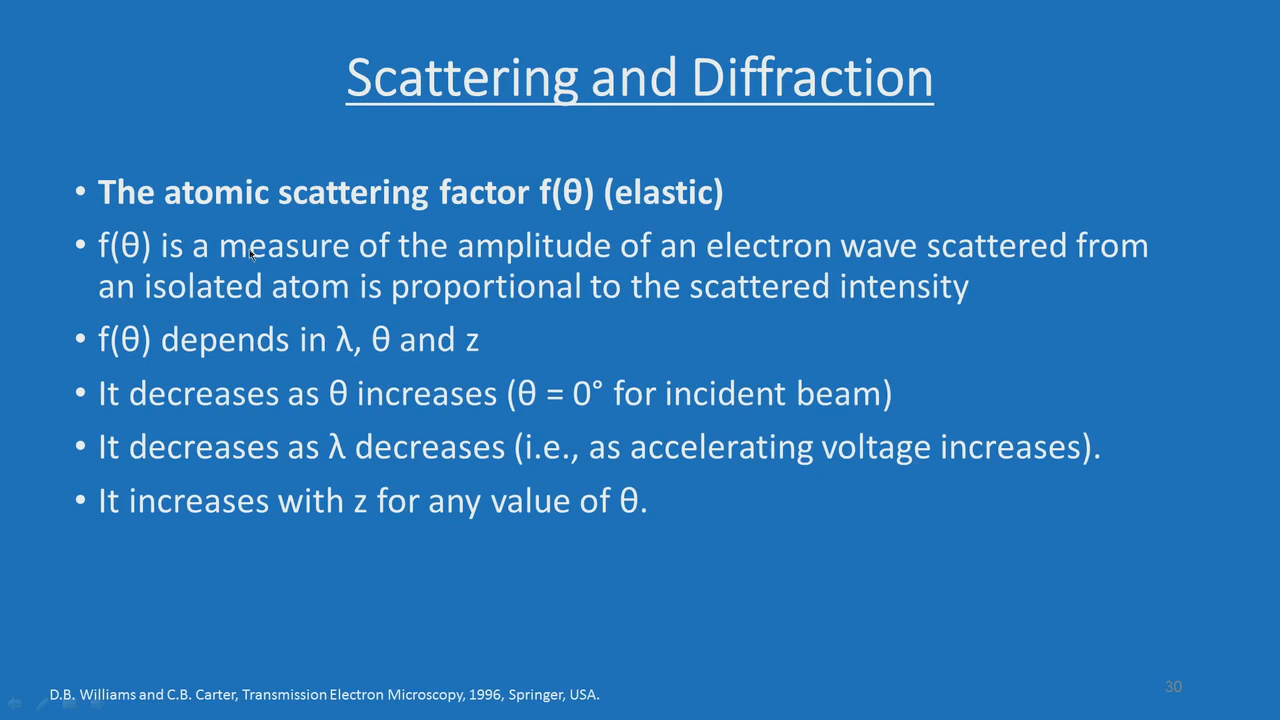 Scattering and Diffraction
• The atomic scattering factor f(θ) (elastic)
• f(θ) is a measure of the amplitude of an electron wave scattered from
an isolated atom is proportional to the scattered intensity
• f(θ) depends in λ, θ and z
• It decreases as θ increases (θ = 0° for incident beam)
• It decreases as λ decreases (i.e., as accelerating voltage increases).
• It increases with z for any value of θ.
D.B. Williams and C.B. Carter, Transmission Electron Microscopy, 1996, Springer, USA.
30